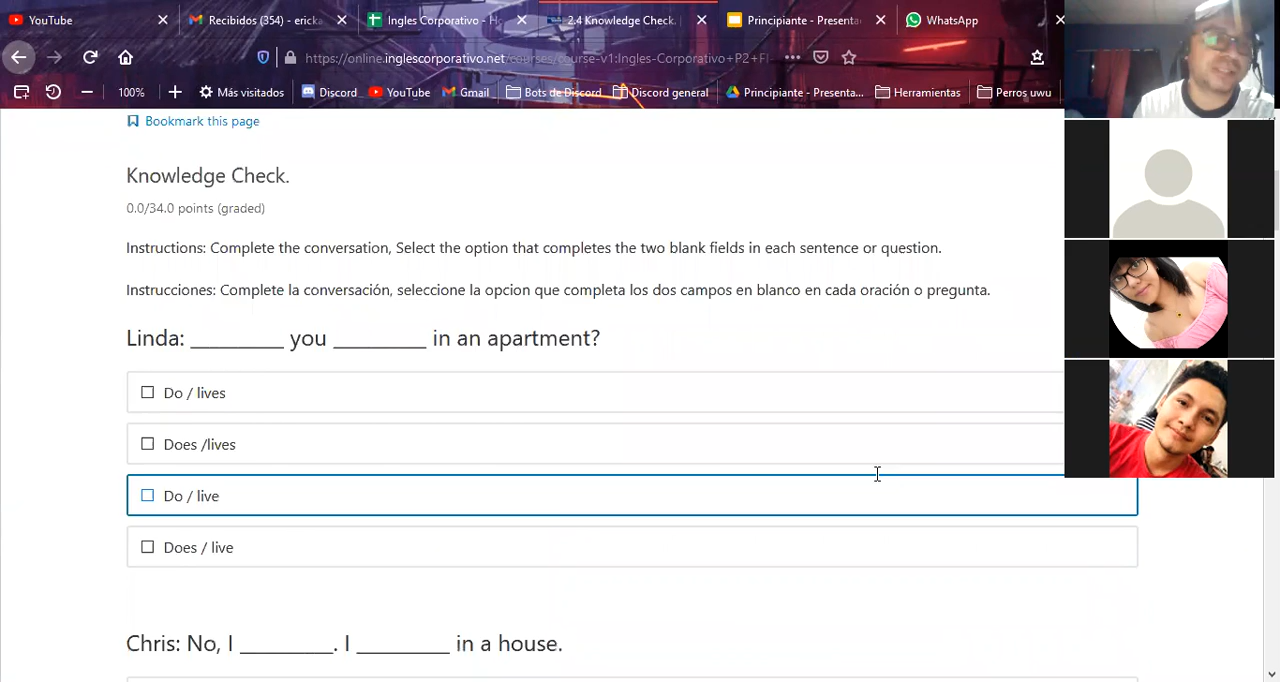 YouTube
Recibidos (354) - ericka
Ingles Corporativo - Ho
2.4 Knowledge Check.
Principiante - Presenta
WhatsApp
https://online.inglescorporativo.net/courses/course-v1:Ingles-Corporativo+P2+FI
100%
Más visitados
Discord
YouTube
Gmail
Bots de Discord
Discord general
Principiante - Presenta...
Herramientas
Perros uwu
Bookmark this page
Knowledge Check.
0.0/34.0 points (graded)
Instructions: Complete the conversation, Select the option that completes the two blank fields in each sentence or question.
Instrucciones: Complete la conversación, seleccione la opcion que completa los dos campos en blanco en cada oración o pregunta.
Linda: _________ you _________ in an apartment?
Do / lives
Does /lives
Do / live
Does / live
Chris: No, I _________. I _________ in a house.